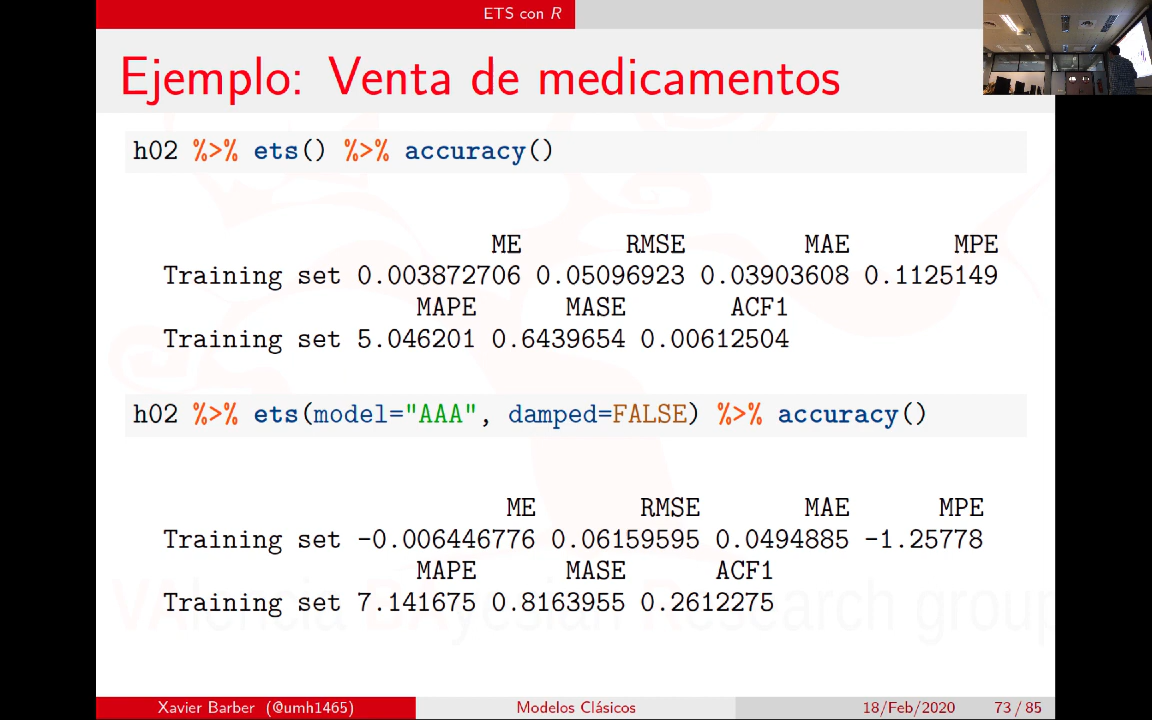 ETS con R
Ejemplo: Venta de medicamentos
h02 %>% ets() %>% accuracy()
ME RMSE MAE MPE
Training set 0.003872706 0.05096923 0.03903608 0.1125149
MAPE MASE ACF1
Training set 5.046201 0.6439654 0.00612504
h02 %>% ets(model="AAA", damped=FALSE) %>% accuracy()
ME RMSE MAE MPE
Training set -0.006446776 0.06159595 0.0494885 -1.25778
MAPE MASE ACF1
Training set 7.141675 0.8163955 0.2612275
VAlencia BAyesian Research group
Xavier Barber (@umh1465) Modelos Clásicos 18/Feb/2020 73 / 85